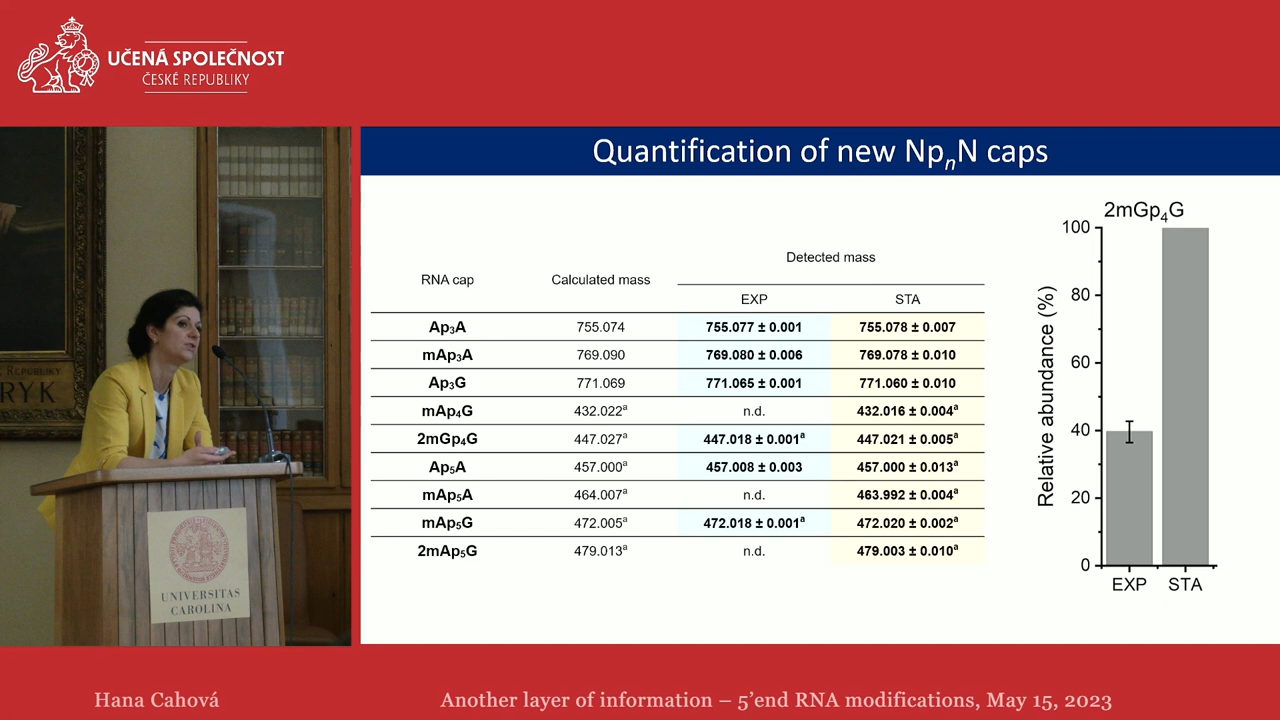 UČENÁ SPOLEČNOST
ČESKÉ REPUBLIKY
Quantification of new NpnN caps
RNA cap Calculated mass Detected mass
EXP STA
Ap₃A 755.074 755.077 ± 0.001 755.078 ± 0.007
mAp₃A 769.090 769.080 ± 0.006 769.078 ± 0.010
Ap₃G 771.069 771.065 ± 0.001 771.060 ± 0.010
mAp₄G 432.022ª n.d. 432.016 ± 0.004ª
2mGp₄G 447.027ª 447.018 ± 0.001ª 447.021 ± 0.005ª
Ap₅A 457.000ª 457.008 ± 0.003 457.000 ± 0.013ª
mAp₅A 464.007ª n.d. 463.992 ± 0.004ª
mAp₅G 472.005ª 472.018 ± 0.001ª 472.020 ± 0.002ª
2mAp₅G 479.013ª n.d. 479.003 ± 0.010ª
2mGp₄G
Relative abundance (%)
100
80
60
40
20
0
EXP STA
REPUBLIKY
RYK
UNIVERSITAS
CAROLINA
Hana Cahová
Another layer of information – 5’end RNA modifications, May 15, 2023